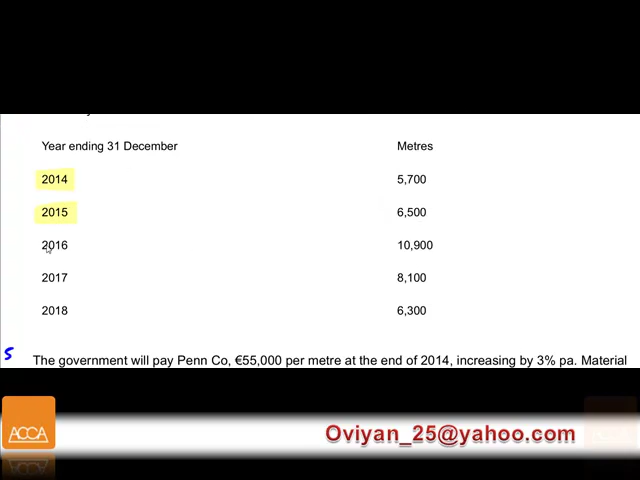 Year ending 31 December Metres
2014 5,700
2015 6,500
2016 10,900
2017 8,100
2018 6,300
5
The government will pay Penn Co, €55,000 per metre at the end of 2014, increasing by 3% pa. Material
ACCA
Oviyan_25@yahoo.com